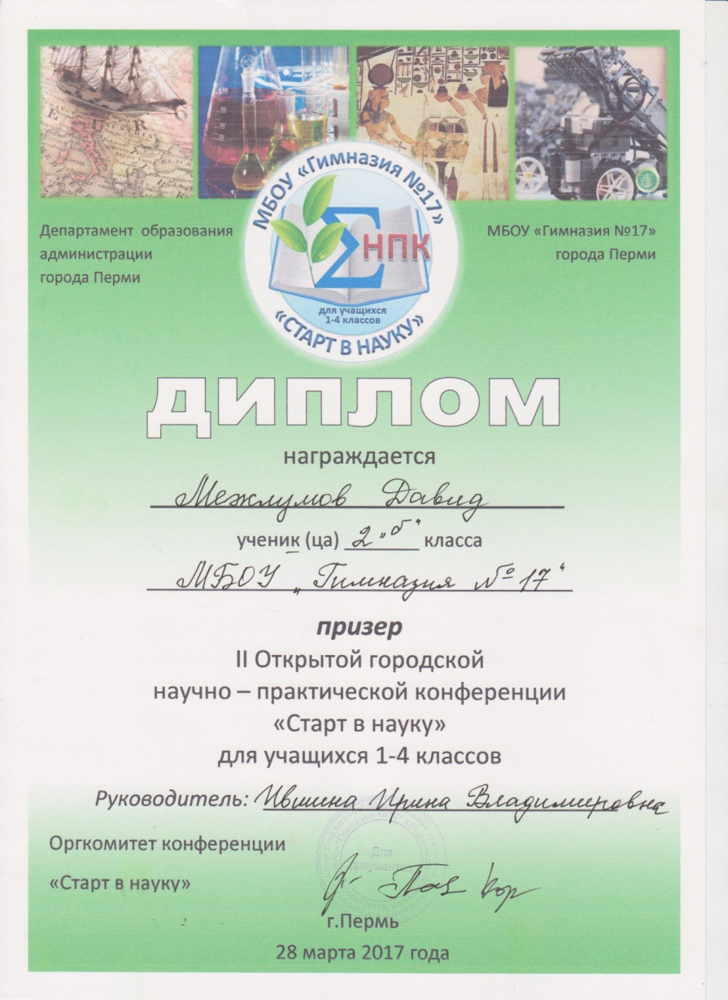 МБОУ «Гимназия №17»
НПК
для учащихся
1-4 классов
«СТАРТ В НАУКУ»
Департамент образования
администрации
города Перми
МБОУ «Гимназия №17»
города Перми
ДИПЛОМ
награждается
Межлумов Давид
ученик (ца) 2 „б“ класса
МБОУ „Гимназия №17“
призер
II Открытой городской
научно – практической конференции
«Старт в науку»
для учащихся 1-4 классов
Руководитель: Ившина Ирина Владимировна
Оргкомитет конференции
«Старт в науку»
Для
документов
г.Пермь
28 марта 2017 года